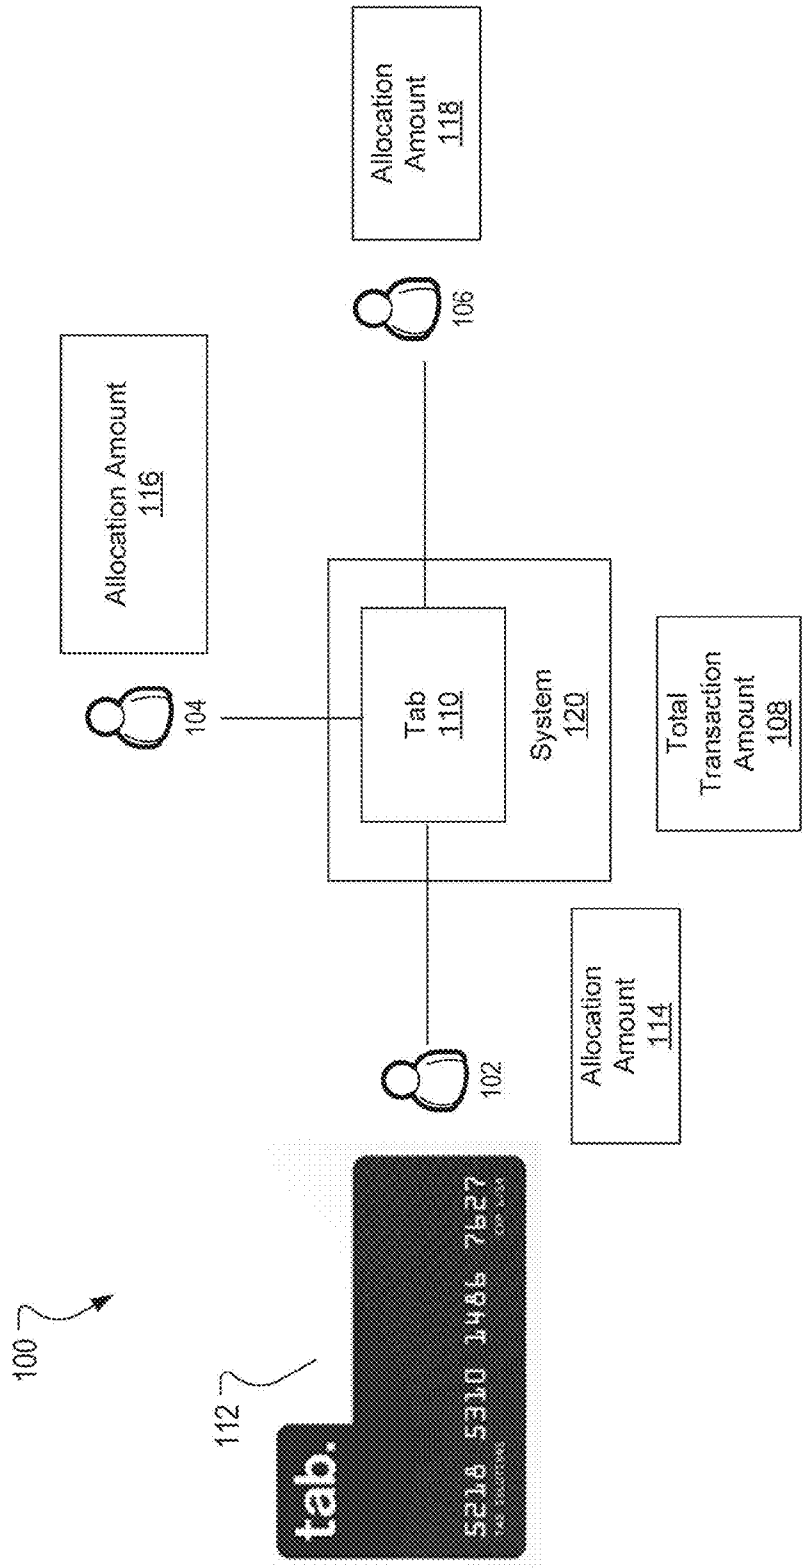 100
Allocation Amount
116
104
112
tab.
5218 5310 1486 7627
102
Tab
110
System
120
106
Allocation
Amount
118
Allocation
Amount
114
Total
Transaction
Amount
108